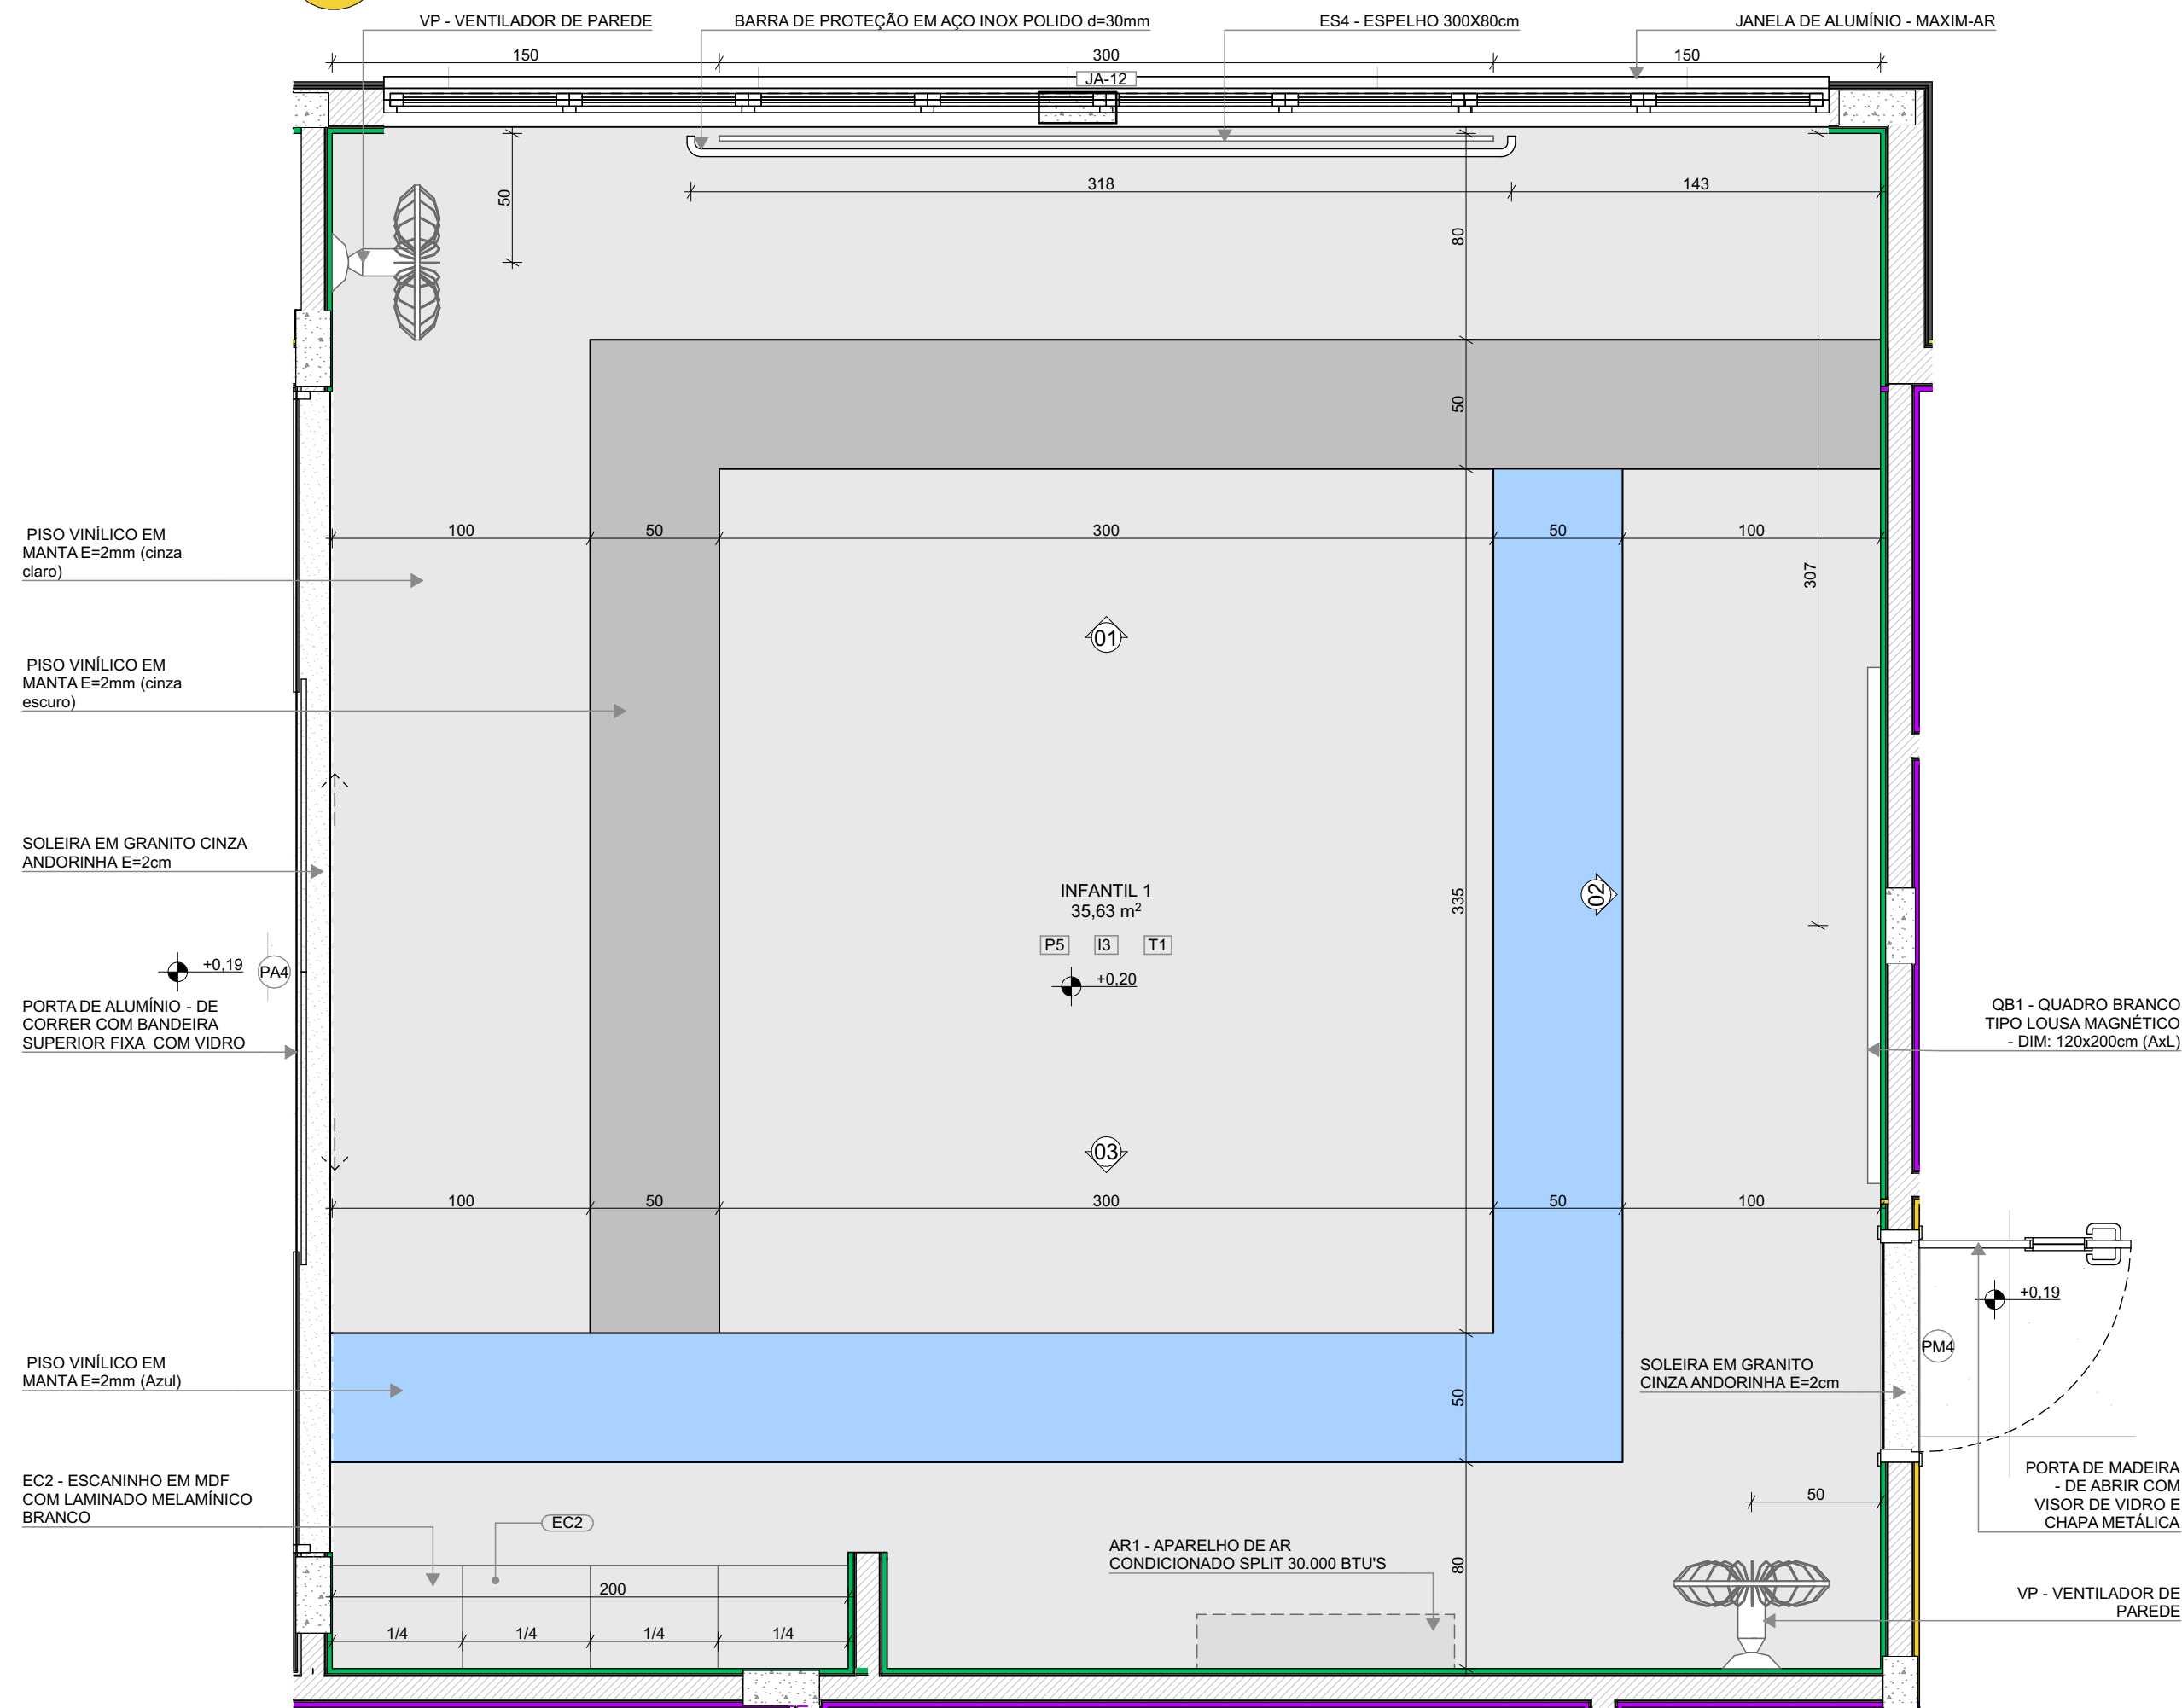 VP - VENTILADOR DE PAREDE
BARRA DE PROTEÇÃO EM AÇO INOX POLIDO d=30mm
ES4 - ESPELHO 300X80cm
JANELA DE ALUMÍNIO - MAXIM-AR
150
300
150
JA-12
50
318
143
80
50
PISO VINÍLICO EM
MANTA E=2mm (cinza
claro)
100
50
300
50
100
307
01
PISO VINÍLICO EM
MANTA E=2mm (cinza
escuro)
SOLEIRA EM GRANITO CINZA
ANDORINHA E=2cm
INFANTIL 1
35,63 m²
P5
I3
T1
+0,20
335
02
+0,19
PA4
PORTA DE ALUMÍNIO - DE
CORRER COM BANDEIRA
SUPERIOR FIXA COM VIDRO
QB1 - QUADRO BRANCO
TIPO LOUSA MAGNÉTICO
- DIM: 120x200cm (AxL)
03
100
50
300
50
100
+0,19
PM4
PISO VINÍLICO EM
MANTA E=2mm (Azul)
50
SOLEIRA EM GRANITO
CINZA ANDORINHA E=2cm
EC2 - ESCANINHO EM MDF
COM LAMINADO MELAMÍNICO
BRANCO
EC2
PORTA DE MADEIRA
- DE ABRIR COM
VISOR DE VIDRO E
CHAPA METÁLICA
50
AR1 - APARELHO DE AR
CONDICIONADO SPLIT 30.000 BTU'S
80
200
1/4
1/4
1/4
1/4
VP - VENTILADOR DE
PAREDE